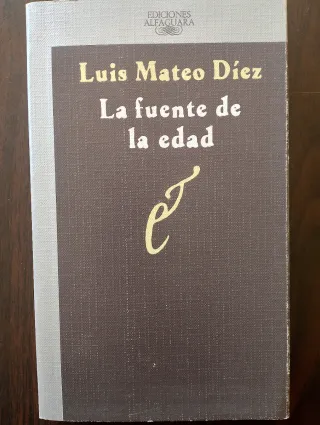 EDICIONES
ALFAGUARA
Luis Mateo Díez
La fuente de
la edad
&